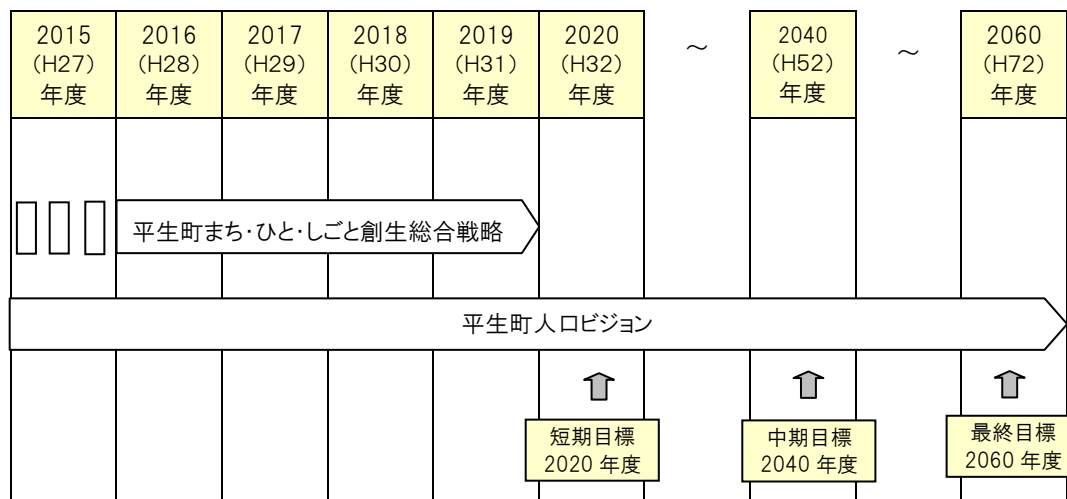 2015
(H27)
年度
2016
(H28)
年度
2017
(H29)
年度
2018
(H30)
年度
2019
(H31)
年度
2020
(H32)
年度
～
2040
(H52)
年度
～
2060
(H72)
年度
平生町まち・ひと・しごと創生総合戦略
平生町人口ビジョン
短期目標
2020 年度
中期目標
2040 年度
最終目標
2060 年度